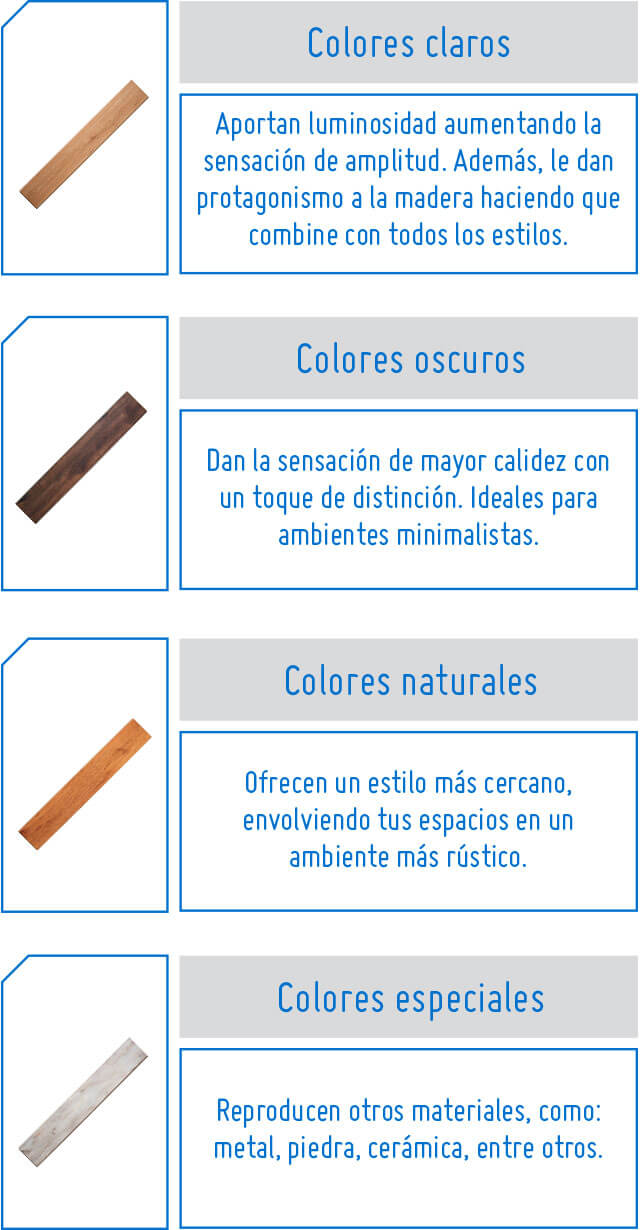 Colores claros
Aportan luminosidad aumentando la
sensación de amplitud. Además, le dan
protagonismo a la madera haciendo que
combine con todos los estilos.
Colores oscuros
Dan la sensación de mayor calidez con
un toque de distinción. Ideales para
ambientes minimalistas.
Colores naturales
Ofrecen un estilo más cercano,
envolviendo tus espacios en un
ambiente más rústico.
Colores especiales
Reproducen otros materiales, como:
metal, piedra, cerámica, entre otros.